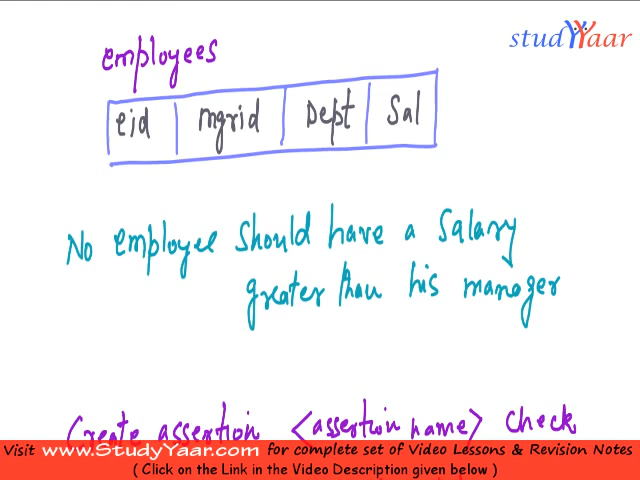 studYYaar
employees
eid mgrid Dept Sal
No employee should have a salary
greater than his manager
Create assertion <assertion name> check
Visit www.StudyYaar.com for complete set of Video Lessons & Revision Notes
( Click on the Link in the Video Description given below )